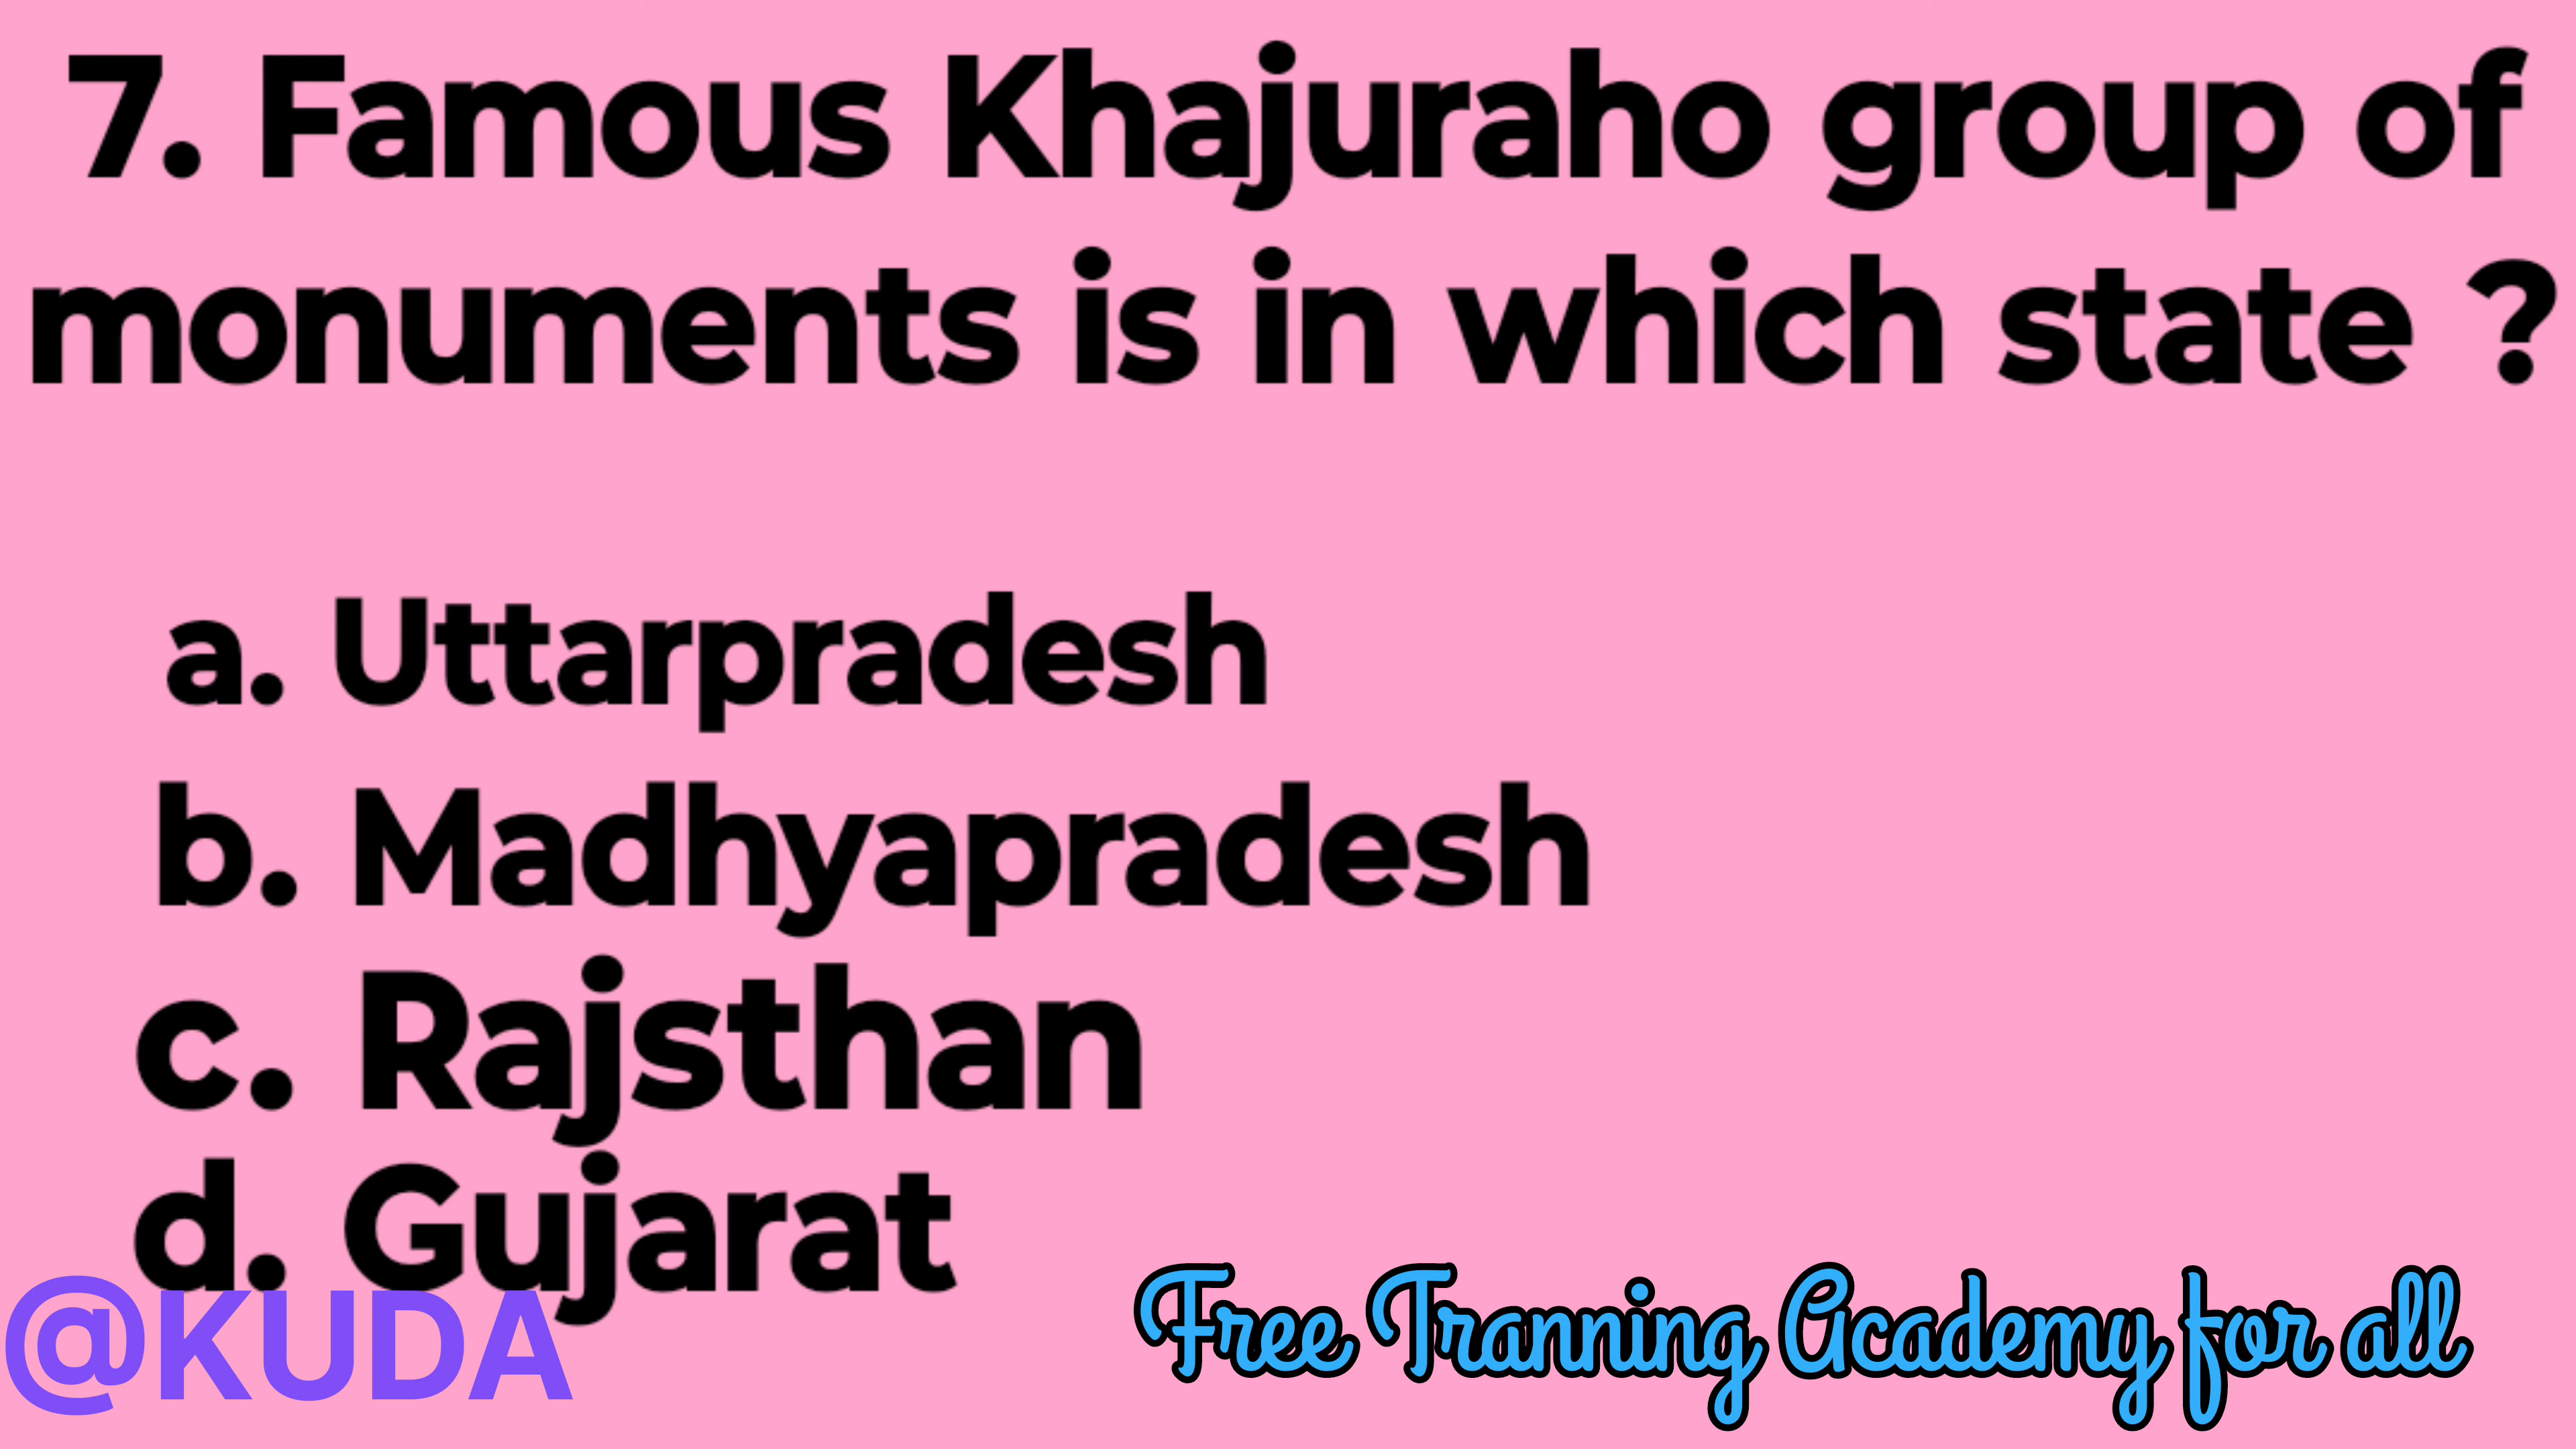 7. Famous Khajuraho group of
monuments is in which state ?
a. Uttarpradesh
b. Madhyapradesh
c. Rajsthan
d. Gujarat
@KUDA
Free Tranning Academy for all